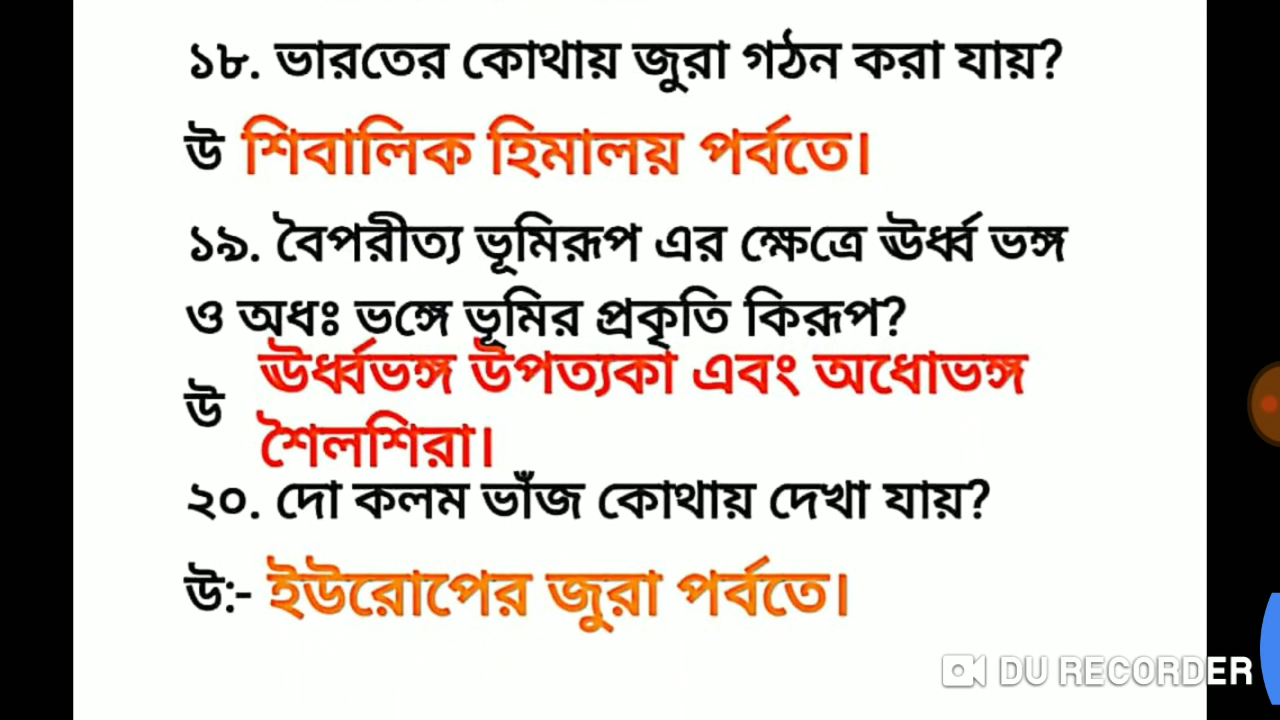 ১৮. ভারতের কোথায় জুরা গঠন করা যায়?
উ শিবালিক হিমালয় পর্বতে।
১৯. বৈপরীত্য ভূমিরূপ এর ক্ষেত্রে ঊর্ধ্ব ভঙ্গ
ও অধঃ ভঙ্গে ভূমির প্রকৃতি কিরূপ?
উ ঊর্ধ্বভঙ্গ উপত্যকা এবং অধোভঙ্গ
শৈলশিরা।
২০. দো কলম ভাঁজ কোথায় দেখা যায়?
উ:- ইউরোপের জুরা পর্বতে।
DU RECORDER